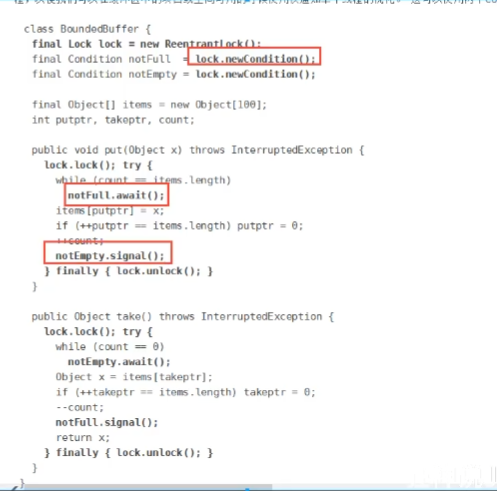 class BoundedBuffer {
final Lock lock = new ReentrantLock();
final Condition notFull = lock.newCondition();
final Condition notEmpty = lock.newCondition();
final Object[] items = new Object[100];
int putptr, takeptr, count;
public void put(Object x) throws InterruptedException {
lock.lock(); try {
while (count == items.length)
notFull.await();
items[putptr] = x;
if (++putptr == items.length) putptr = 0;
++count;
notEmpty.signal();
} finally { lock.unlock(); }
}
public Object take() throws InterruptedException {
lock.lock(); try {
while (count == 0)
notEmpty.await();
Object x = items[takeptr];
if (++takeptr == items.length) takeptr = 0;
--count;
notFull.signal();
return x;
} finally { lock.unlock(); }
}
}